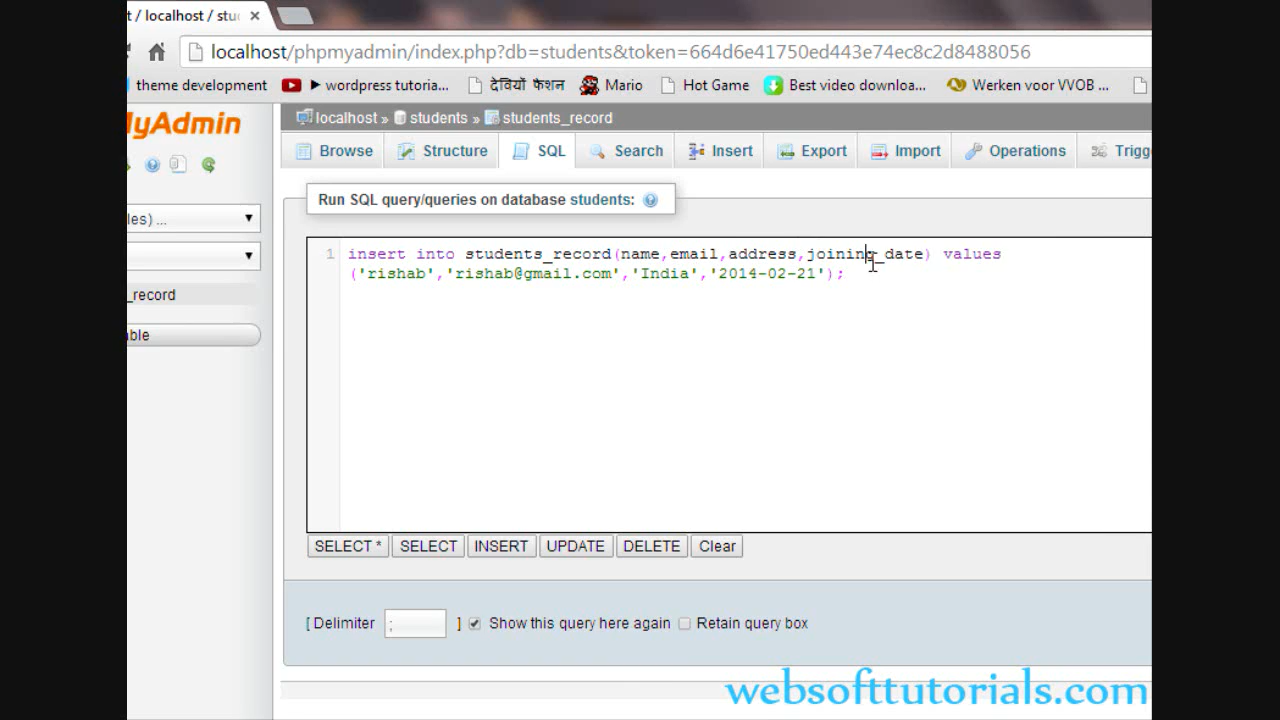 t / localhost / stu
localhost/phpmyadmin/index.php?db=students&token=664d6e41750ed443e74ec8c2d8488056
theme development wordpress tutoria... देवियों फैशन Mario Hot Game Best video downloa... Werken voor VVOB ...
MyAdmin
localhost » students » students_record
Browse Structure SQL Search Insert Export Import Operations Trigg
les) ...
Run SQL query/queries on database students:
1 insert into students_record(name,email,address,joining_date) values
('rishab','rishab@gmail.com','India','2014-02-21');
_record
able
SELECT * SELECT INSERT UPDATE DELETE Clear
[ Delimiter ; ] Show this query here again Retain query box
websofttutorials.com